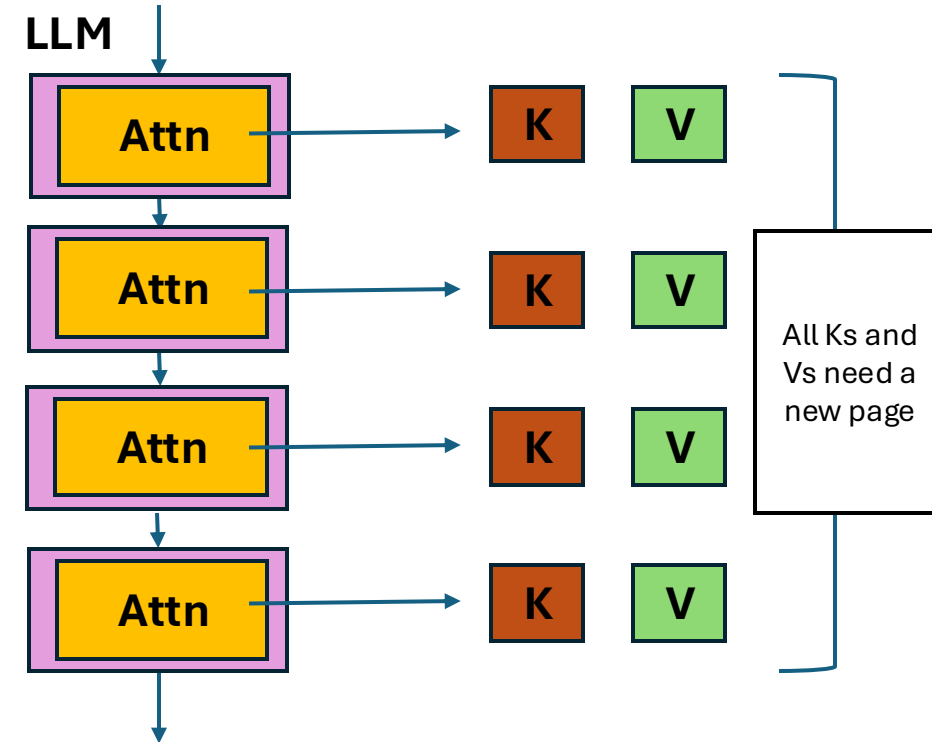 LLM
Attn
K
V
Attn
K
V
Attn
K
V
Attn
K
V
All Ks and
Vs need a
new page